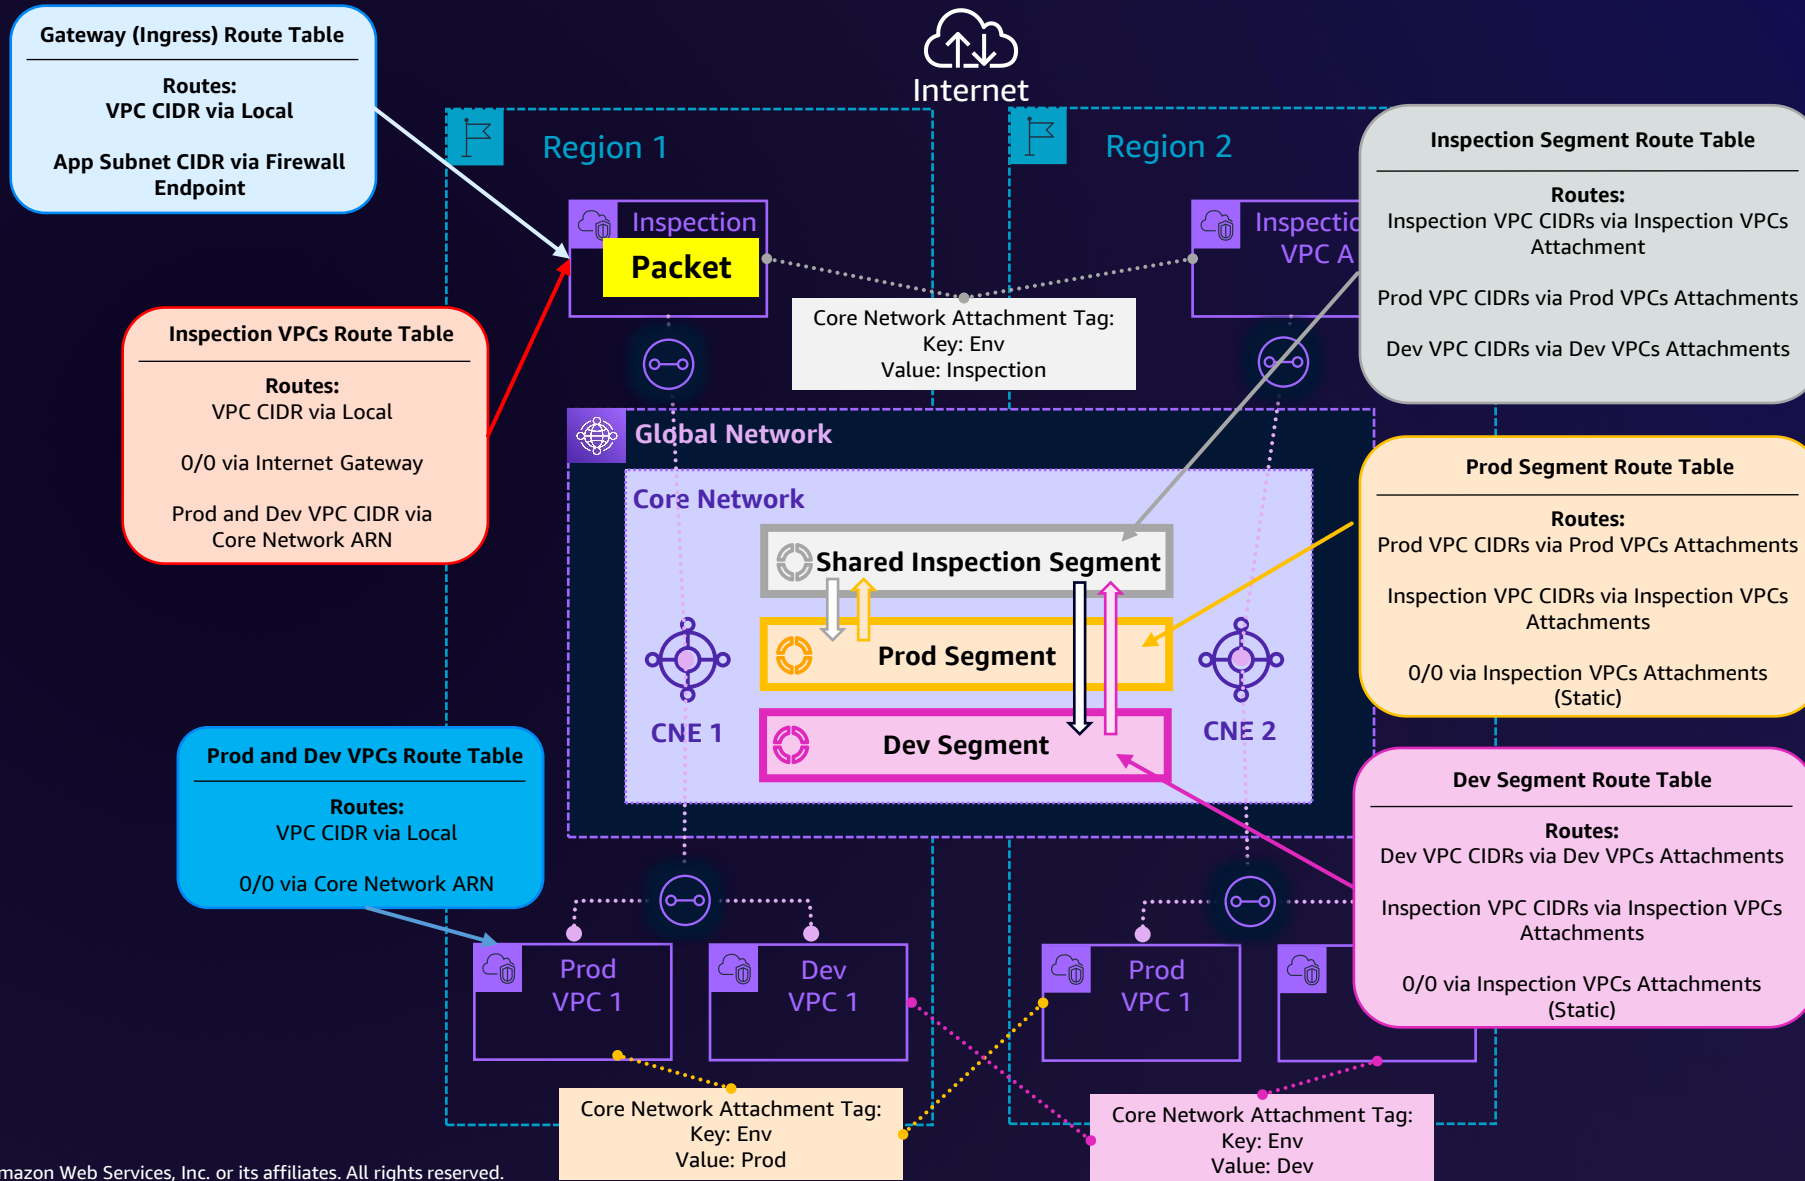 Gateway (Ingress) Route Table
Routes:
VPC CIDR via Local
App Subnet CIDR via Firewall
Endpoint
Internet
Region 1
Region 2
Inspection Segment Route Table
Routes:
Inspection VPC CIDRs via Inspection VPCs
Attachment
Prod VPC CIDRs via Prod VPCs Attachments
Dev VPC CIDRs via Dev VPCs Attachments
Inspection
Packet
Inspectio
VPC A
Core Network Attachment Tag:
Key: Env
Value: Inspection
Inspection VPCs Route Table
Routes:
VPC CIDR via Local
0/0 via Internet Gateway
Prod and Dev VPC CIDR via
Core Network ARN
Global Network
Core Network
Shared Inspection Segment
Prod Segment
Dev Segment
CNE 1
CNE 2
Prod Segment Route Table
Routes:
Prod VPC CIDRs via Prod VPCs Attachments
Inspection VPC CIDRs via Inspection VPCs
Attachments
0/0 via Inspection VPCs Attachments
(Static)
Prod and Dev VPCs Route Table
Routes:
VPC CIDR via Local
0/0 via Core Network ARN
Dev Segment Route Table
Routes:
Dev VPC CIDRs via Dev VPCs Attachments
Inspection VPC CIDRs via Inspection VPCs
Attachments
0/0 via Inspection VPCs Attachments
(Static)
Prod
VPC 1
Dev
VPC 1
Prod
VPC 1
Core Network Attachment Tag:
Key: Env
Value: Prod
Core Network Attachment Tag:
Key: Env
Value: Dev
mazon Web Services, Inc. or its affiliates. All rights reserved.